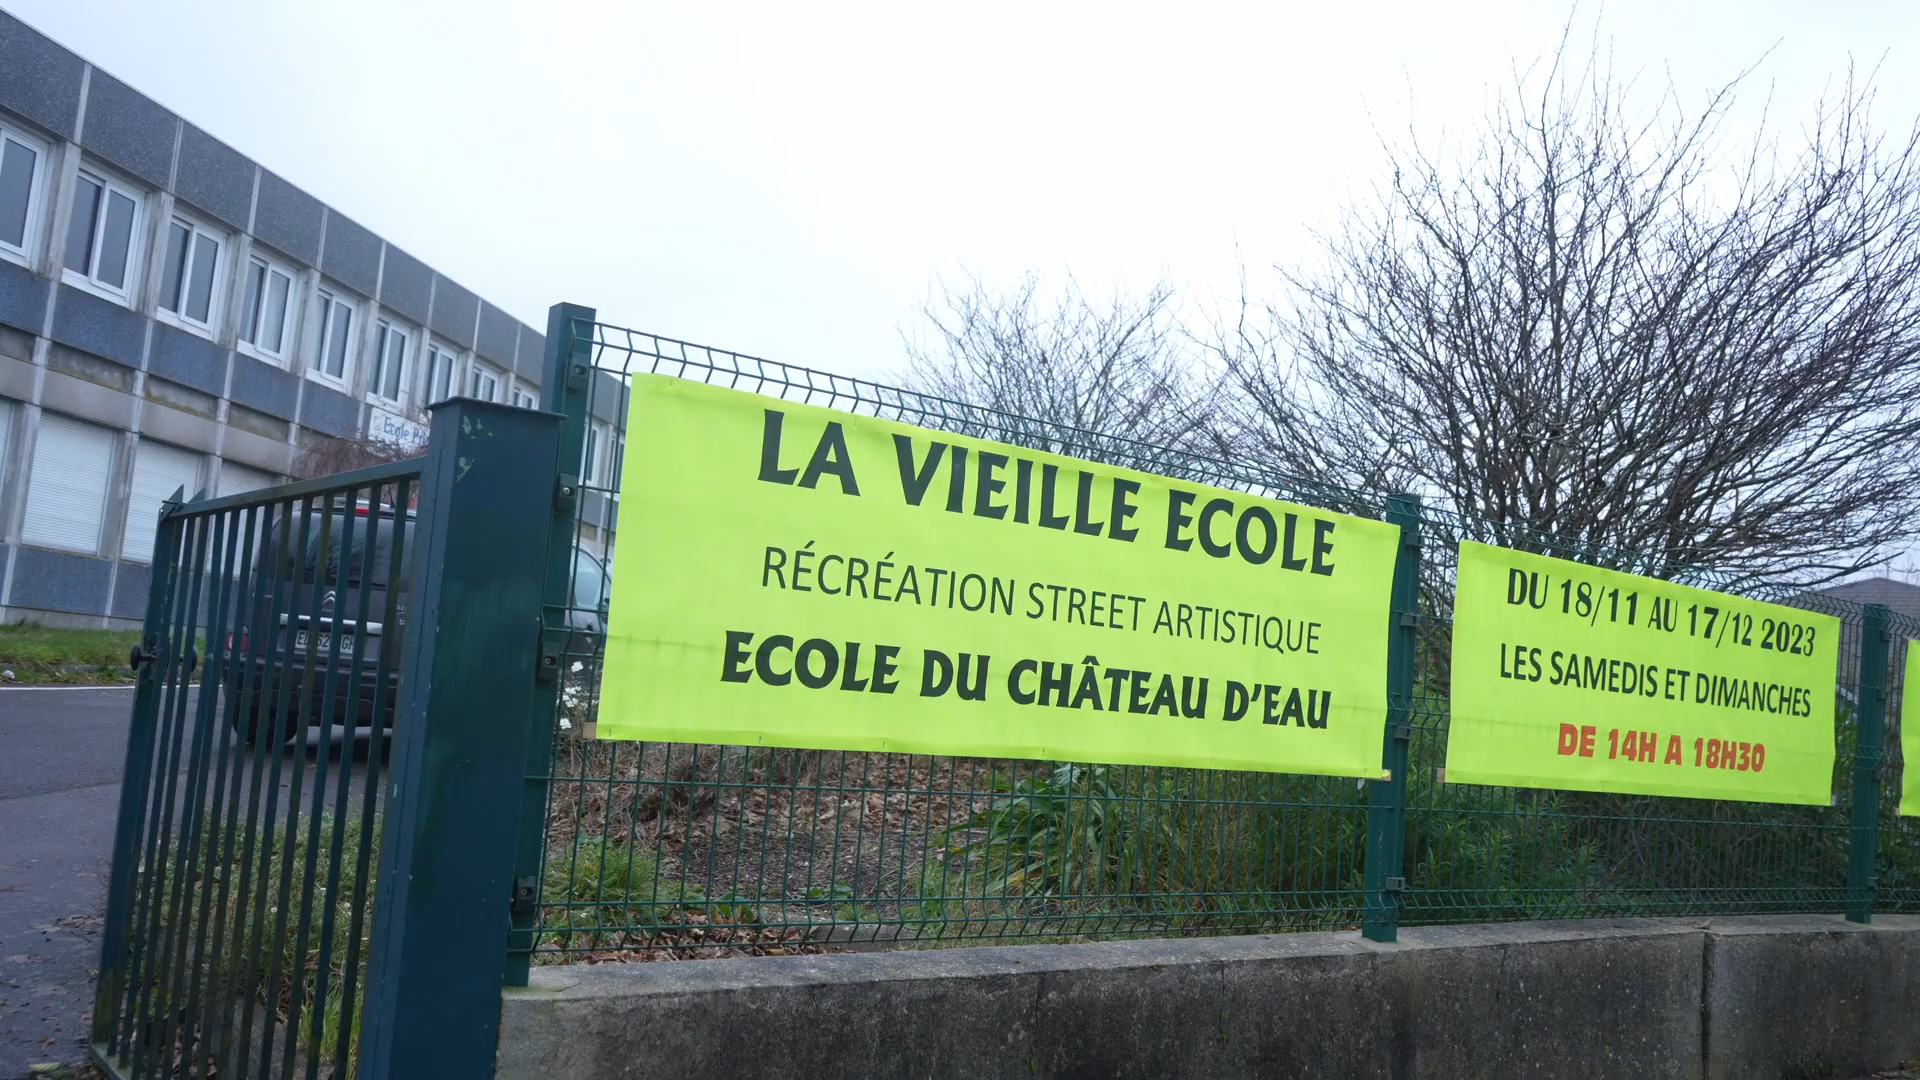 LA VIEILLE ECOLE
RÉCRÉATION STREET ARTISTIQUE
ECOLE DU CHÂTEAU D'EAU
DU 18/11 AU 17/12 2023
LES SAMEDIS ET DIMANCHES
DE 14H A 18H30
Ecole